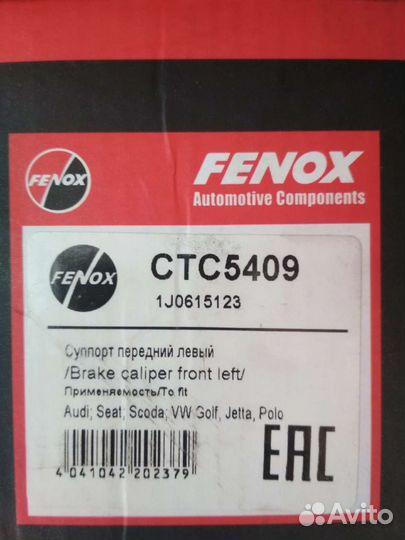 FENOX
FENOX
Automotive Components
FENOX
CTC5409
1J0615123
Суппорт передний левый
/Brake caliper front left/
Применяемость/To fit
Audi; Seat; Scoda; VW Golf, Jetta, Polo
4 041042 202379
EAC
Avito